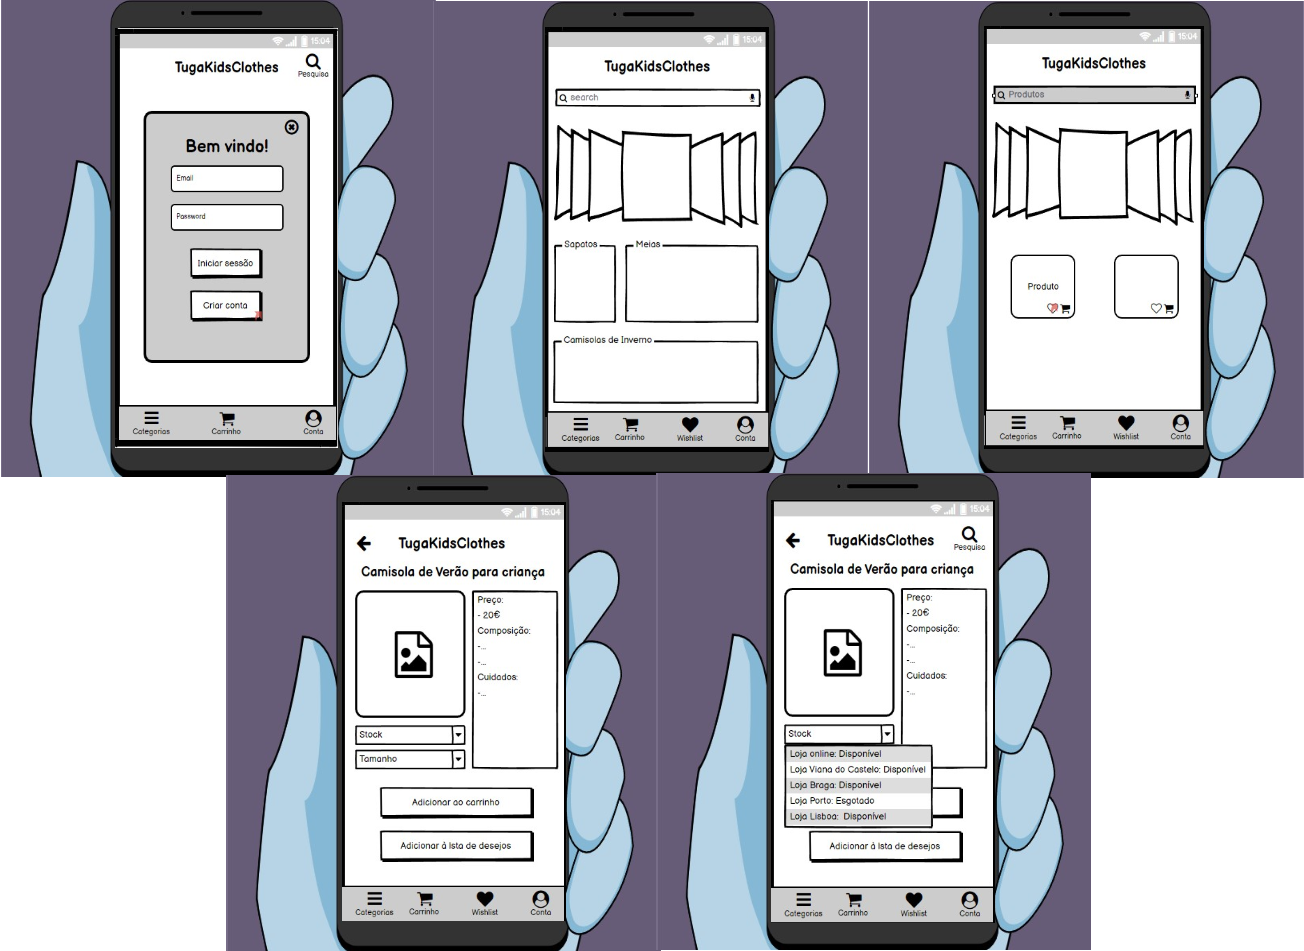 15:04
TugaKidsClothes
Pesquisa
Bem vindo!
Email
Password
Iniciar sessão
Criar conta
Categorias
Carrinho
Conta
15:04
TugaKidsClothes
search
Sapatos
Meias
Camisolas de Inverno
Categorias
Carrinho
Wishlist
Conta
15:04
TugaKidsClothes
Produtos
Produto
Categorias
Carrinho
Wishlist
Conta
15:04
TugaKidsClothes
Camisola de Verão para criança
Preço:
- 20€
Composição:
-...
-...
Cuidados:
-...
Stock
Tamanho
Adicionar ao carrinho
Adicionar á lsta de desejos
Categorias
Carrinho
Wishlist
Conta
15:04
TugaKidsClothes
Pesquisa
Camisola de Verão para criança
Preço:
- 20€
Composição:
-...
-...
Cuidados:
-...
Stock
Loja online: Disponível
Loja Viana do Castelo: Disponível
Loja Braga: Disponível
Loja Porto: Esgotado
Loja Lisboa: Disponível
Adicionar á lsta de desejos
Categorias
Carrinho
Wishlist
Conta